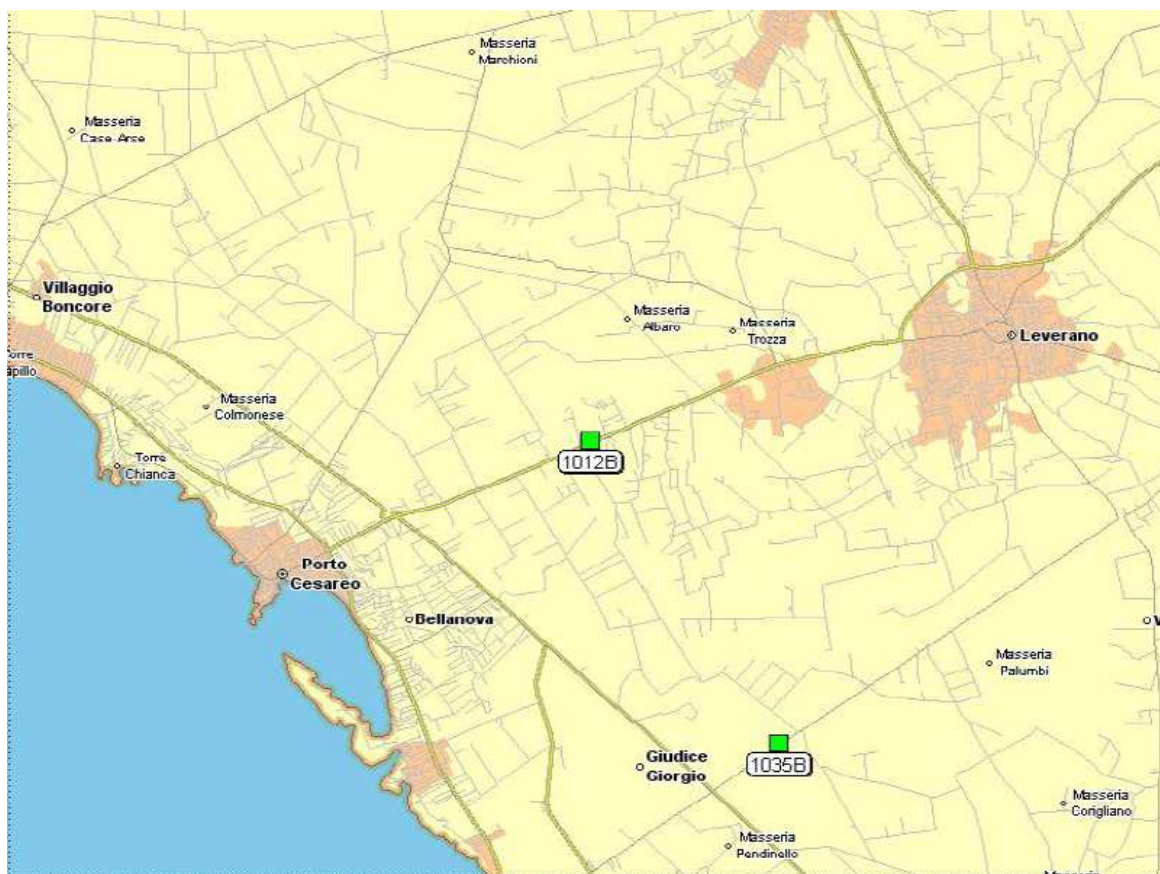 Masseria
Marchioni
Masseria
Case-Arse
Villaggio
Boncore
Masseria
Albaro
Masseria
Trozza
Leverano
Masseria
Colmonese
Torre
Chianca
1012B
Porto
Cesareo
Bellanova
Masseria
Palumbi
Giudice
Giorgio
1035B
Masseria
Corigliano
Masseria
Pendinello